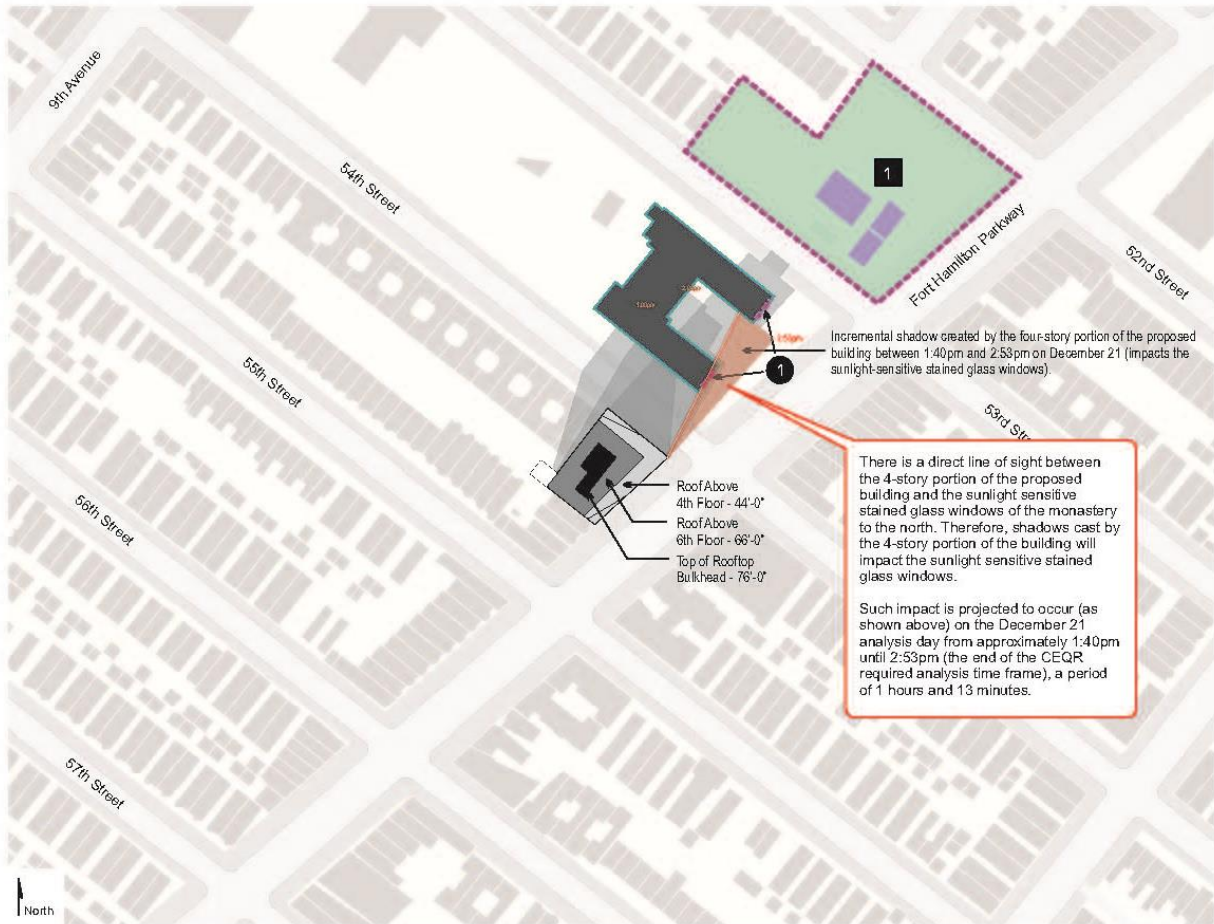 9th Avenue
54th Street
1
Fort Hamilton Parkway
52nd Street
55th Street
Incremental shadow created by the four-story portion of the proposed
building between 1:40pm and 2:53pm on December 21 (impacts the
sunlight-sensitive stained glass windows).
1
53rd Stre
There is a direct line of sight between
the 4-story portion of the proposed
building and the sunlight sensitive
stained glass windows of the monastery
to the north. Therefore, shadows cast by
the 4-story portion of the building will
impact the sunlight sensitive stained
glass windows.
Such impact is projected to occur (as
shown above) on the December 21
analysis day from approximately 1:40pm
until 2:53pm (the end of the CEQR
required analysis time frame), a period
of 1 hours and 13 minutes.
Roof Above
4th Floor - 44'-0"
Roof Above
6th Floor - 66'-0"
Top of Rooftop
Bulkhead - 76'-0"
56th Street
57th Street
North